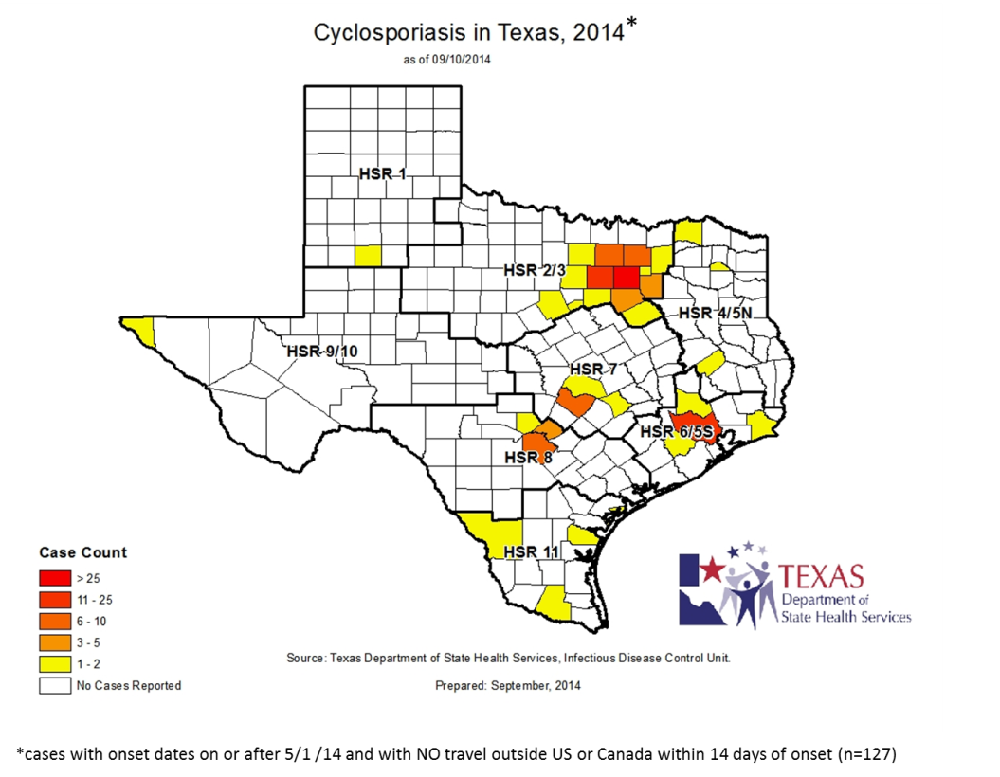 Cyclosporiasis in Texas, 2014*
as of 09/10/2014
HSR 1
HSR 2/3
HSR 4/5N
HSR 9/10
HSR 7
HSR 6/5S
HSR 8
HSR 11
Case Count
> 25
11 - 25
6 - 10
3 - 5
1 - 2
No Cases Reported
TEXAS
Department of
State Health Services
Source: Texas Department of State Health Services, Infectious Disease Control Unit.
Prepared: September, 2014
*cases with onset dates on or after 5/1 /14 and with NO travel outside US or Canada within 14 days of onset (n=127)